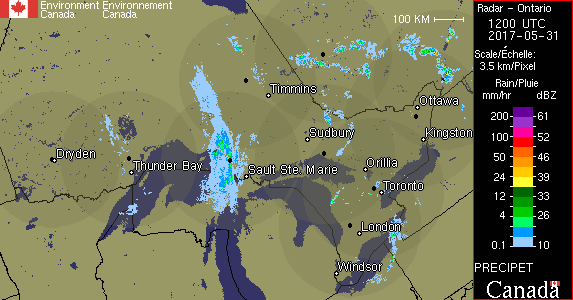 Environment Environnement
Canada Canada
100 KM
Radar - Ontario
1200 UTC
2017-05-31
Scale/Échelle:
3.5 km/Pixel
Rain/Pluie
mm/hr dBZ
200 61
100 52
50 46
24 39
12 33
4 26
0.1 10
PRECIPET
Canada
Timmins
Ottawa
Sudbury
Kingston
Dryden
Thunder Bay
Sault Ste. Marie
Orillia
Toronto
London
Windsor